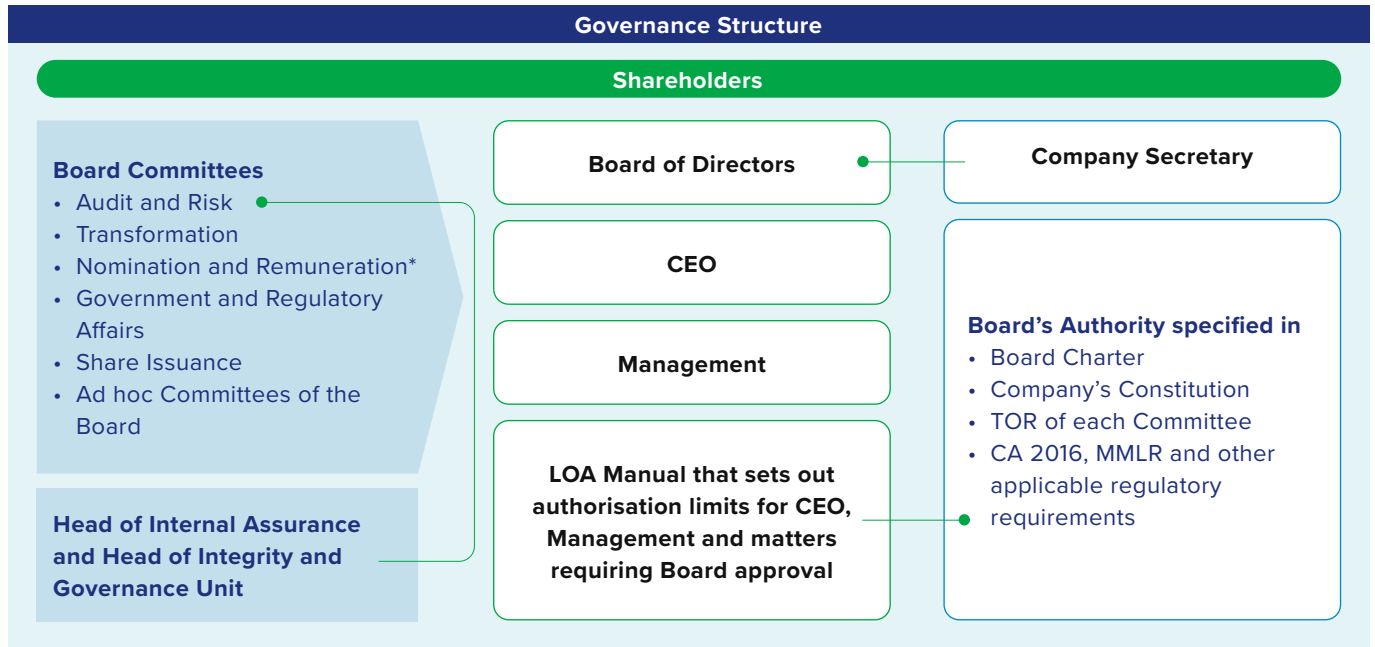 Governance Structure
Shareholders
Board Committees
• Audit and Risk
• Transformation
• Nomination and Remuneration*
• Government and Regulatory
Affairs
• Share Issuance
• Ad hoc Committees of the
Board
Head of Internal Assurance
and Head of Integrity and
Governance Unit
Board of Directors
CEO
Management
LOA Manual that sets out
authorisation limits for CEO,
Management and matters
requiring Board approval
Company Secretary
Board’s Authority specified in
• Board Charter
• Company’s Constitution
• TOR of each Committee
• CA 2016, MMLR and other
applicable regulatory
requirements